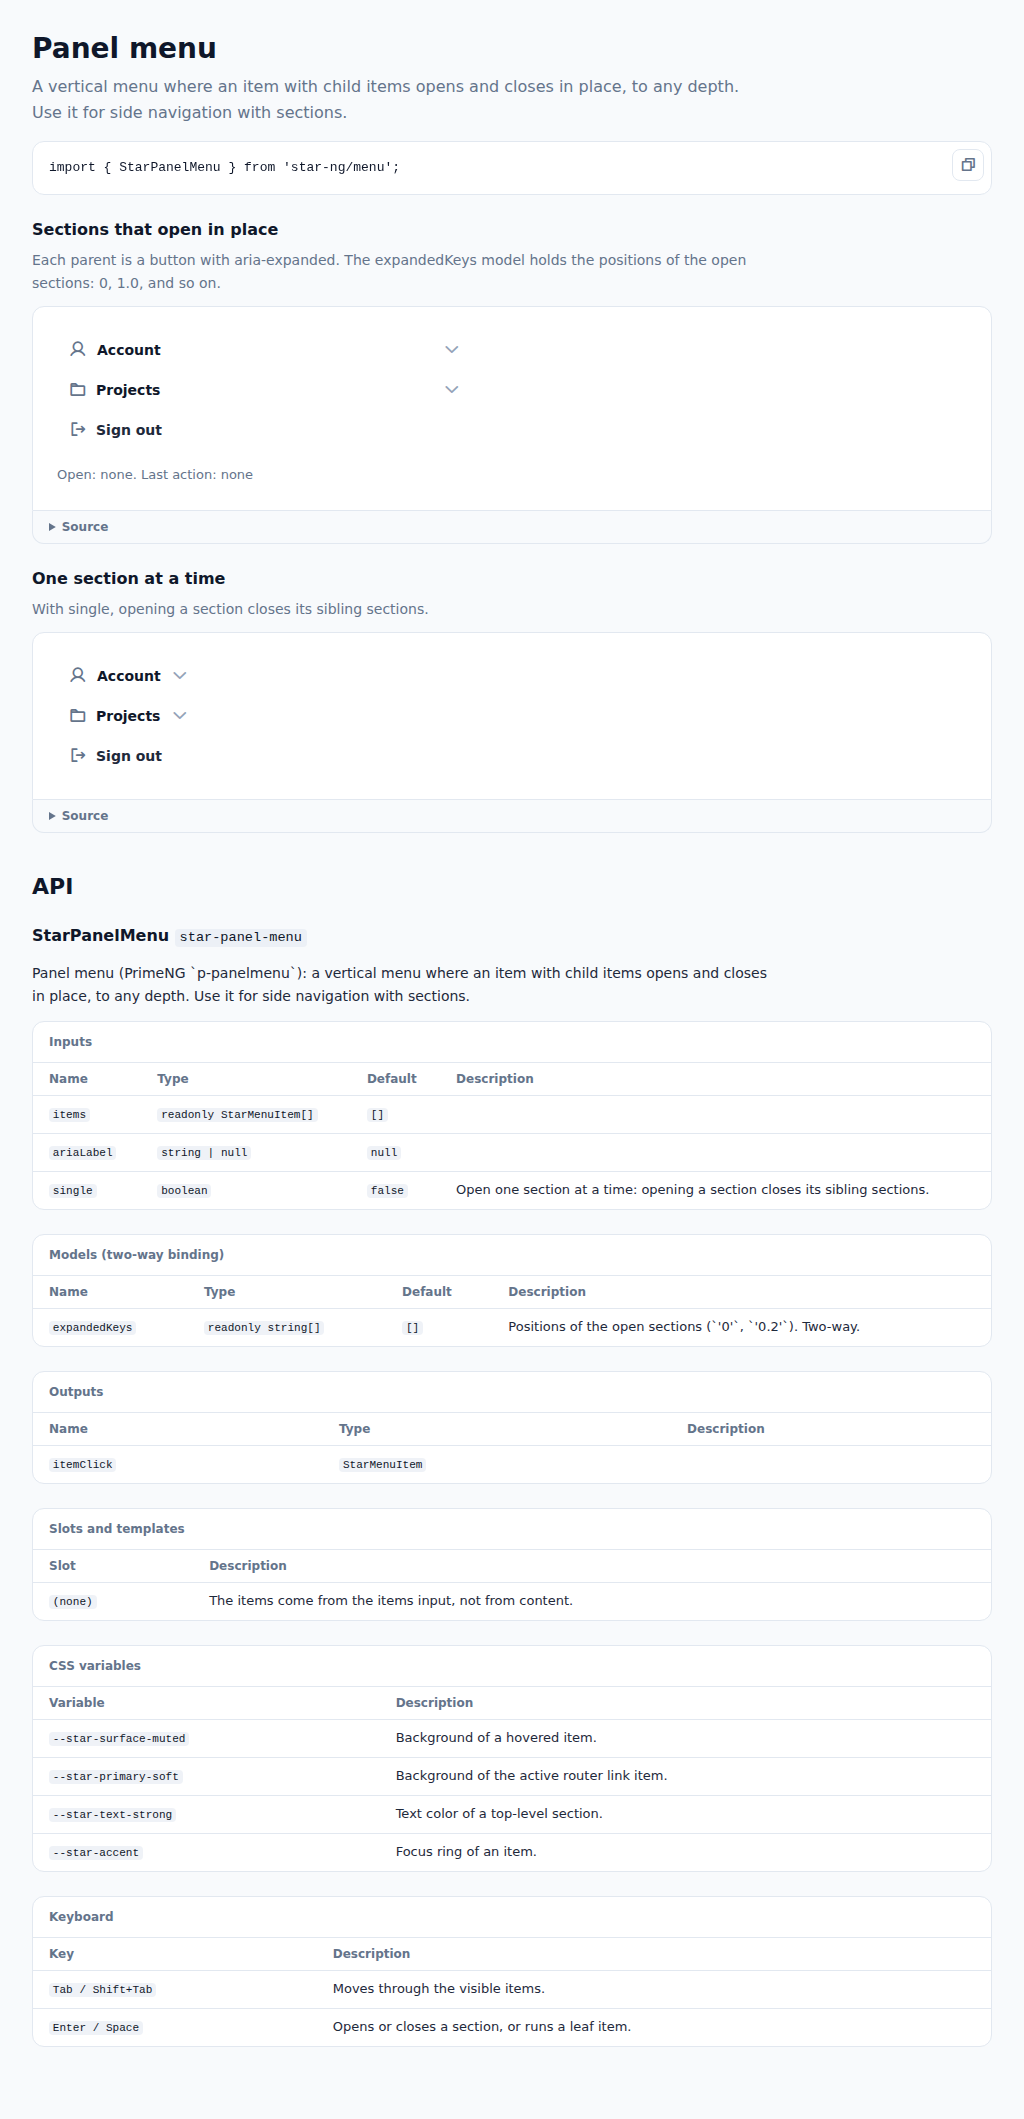 Panel menu
A vertical menu where an item with child items opens and closes in place, to any depth.
Use it for side navigation with sections.
import { StarPanelMenu } from 'star-ng/menu';
Sections that open in place
Each parent is a button with aria-expanded. The expandedKeys model holds the positions of the open
sections: 0, 1.0, and so on.
Account
Projects
Sign out
Open: none. Last action: none
Source
One section at a time
With single, opening a section closes its sibling sections.
Account
Projects
Sign out
Source
API
StarPanelMenu star-panel-menu
Panel menu (PrimeNG `p-panelmenu`): a vertical menu where an item with child items opens and closes
in place, to any depth. Use it for side navigation with sections.
Inputs
Name Type Default Description
items readonly StarMenuItem[] []
ariaLabel string | null null
single boolean false Open one section at a time: opening a section closes its sibling sections.
Models (two-way binding)
Name Type Default Description
expandedKeys readonly string[] [] Positions of the open sections (`'0'`, `'0.2'`). Two-way.
Outputs
Name Type Description
itemClick StarMenuItem
Slots and templates
Slot Description
(none) The items come from the items input, not from content.
CSS variables
Variable Description
--star-surface-muted Background of a hovered item.
--star-primary-soft Background of the active router link item.
--star-text-strong Text color of a top-level section.
--star-accent Focus ring of an item.
Keyboard
Key Description
Tab / Shift+Tab Moves through the visible items.
Enter / Space Opens or closes a section, or runs a leaf item.